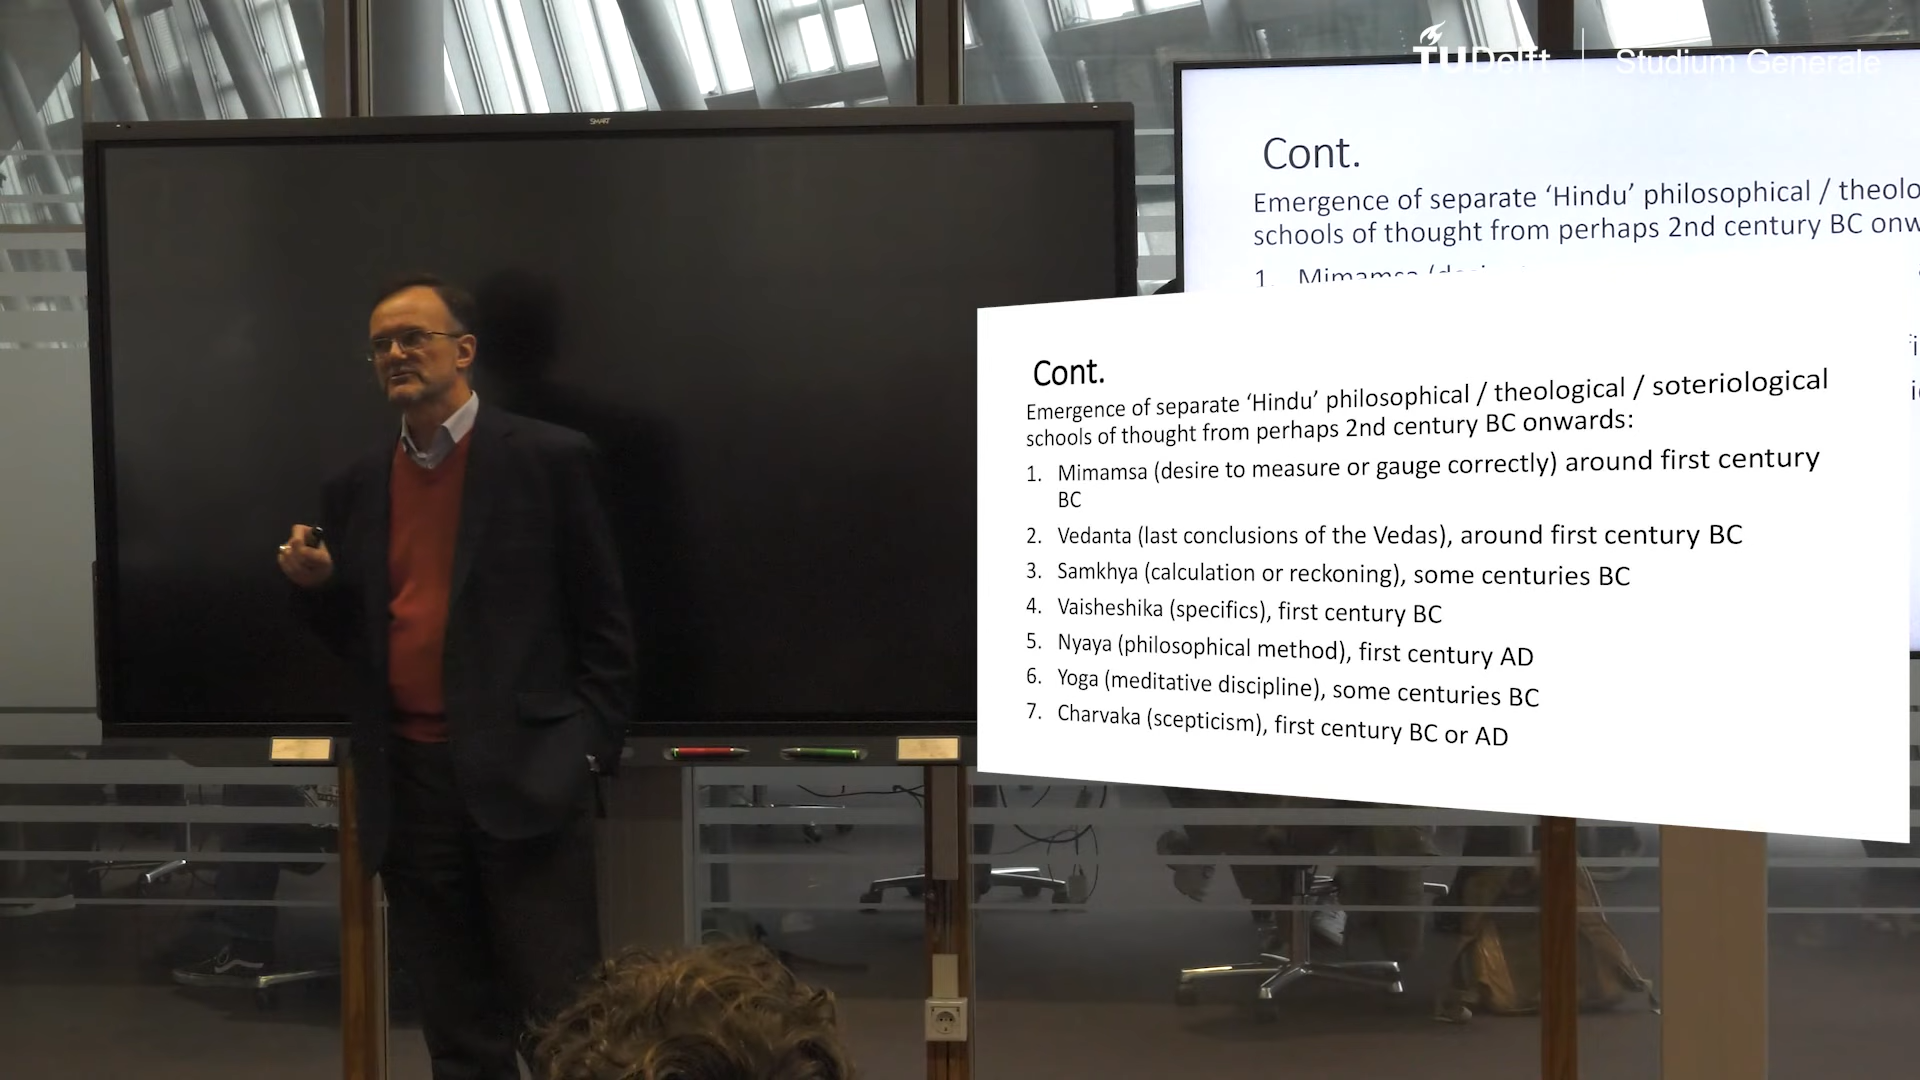 TU Delft | Studium Generale
SMART
Cont.
Emergence of separate ‘Hindu’ philosophical / theolo
schools of thought from perhaps 2nd century BC onw
1. Mimamsa
Cont.
Emergence of separate ‘Hindu’ philosophical / theological / soteriological
schools of thought from perhaps 2nd century BC onwards:
1. Mimamsa (desire to measure or gauge correctly) around first century
BC
2. Vedanta (last conclusions of the Vedas), around first century BC
3. Samkhya (calculation or reckoning), some centuries BC
4. Vaisheshika (specifics), first century BC
5. Nyaya (philosophical method), first century AD
6. Yoga (meditative discipline), some centuries BC
7. Charvaka (scepticism), first century BC or AD